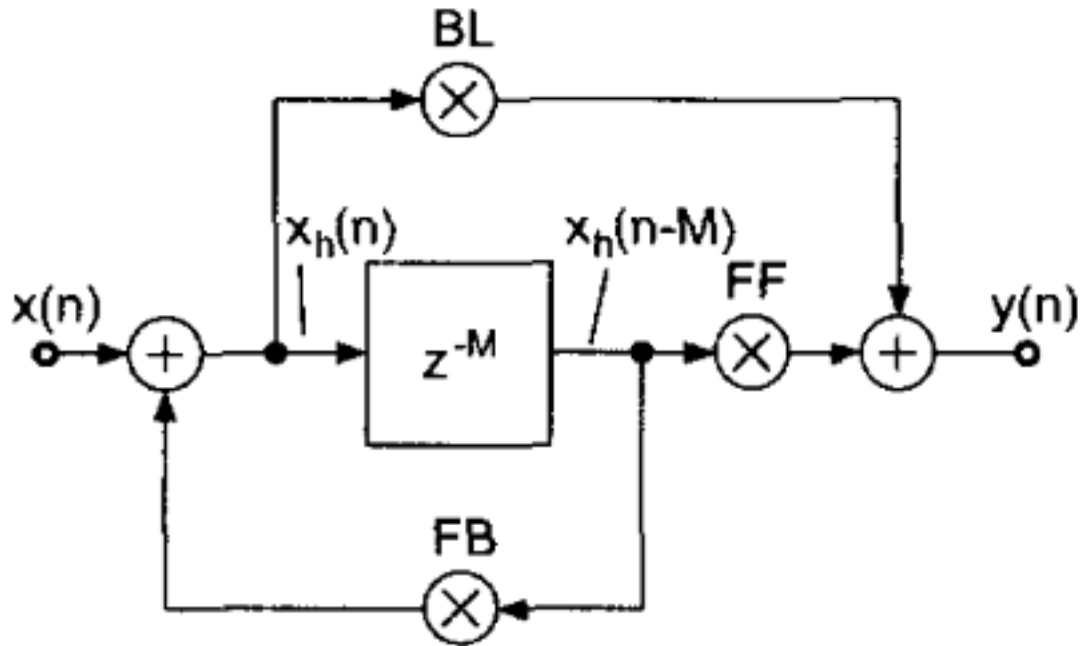 BL
x_h(n)
x_h(n-M)
FF
x(n)
y(n)
+
z^-M
+
FB